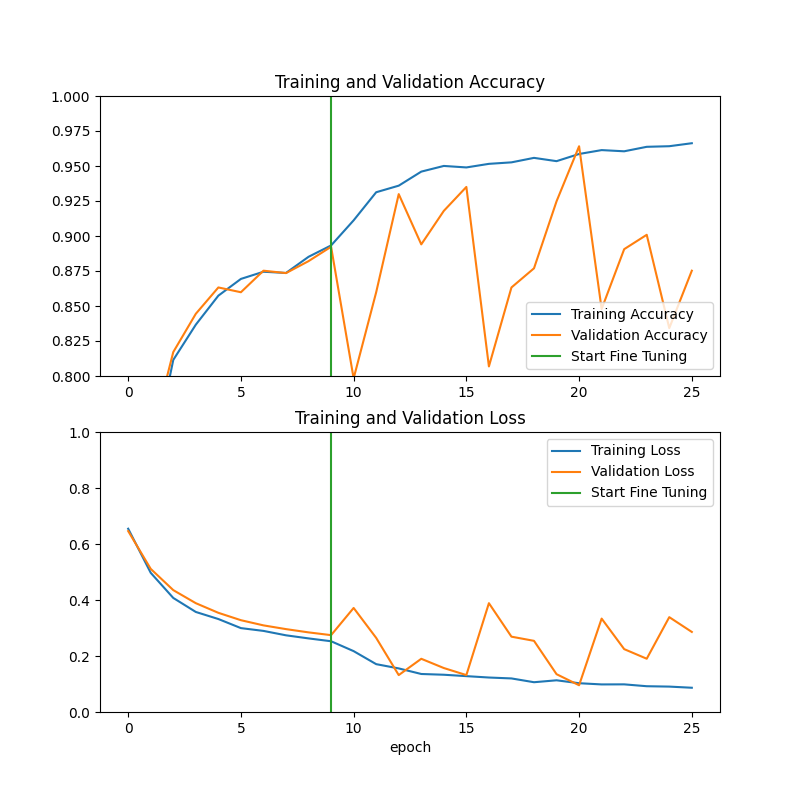 Training and Validation Accuracy
1.000
0.975
0.950
0.925
0.900
0.875
0.850
0.825
0.800
Training Accuracy
Validation Accuracy
Start Fine Tuning
0 5 10 15 20 25
Training and Validation Loss
1.0
0.8
0.6
0.4
0.2
0.0
Training Loss
Validation Loss
Start Fine Tuning
0 5 10 15 20 25
epoch